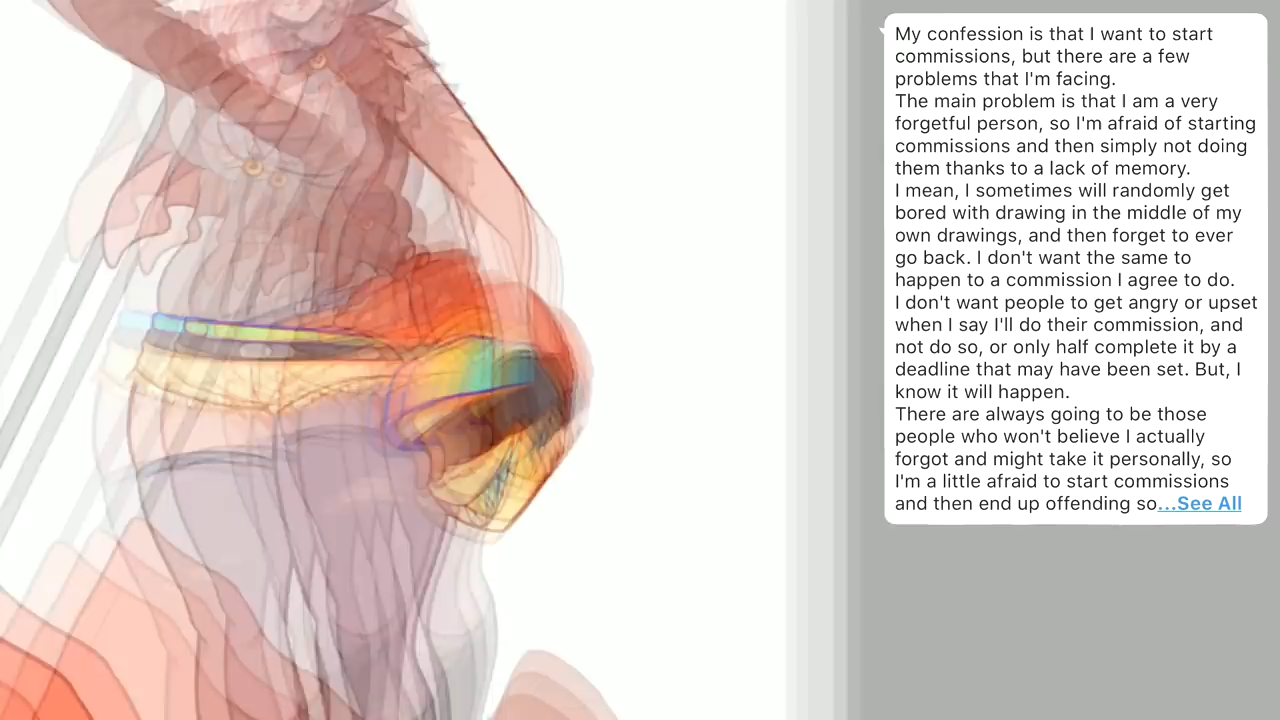 My confession is that I want to start
commissions, but there are a few
problems that I'm facing.
The main problem is that I am a very
forgetful person, so I'm afraid of starting
commissions and then simply not doing
them thanks to a lack of memory.
I mean, I sometimes will randomly get
bored with drawing in the middle of my
own drawings, and then forget to ever
go back. I don't want the same to
happen to a commission I agree to do.
I don't want people to get angry or upset
when I say I'll do their commission, and
not do so, or only half complete it by a
deadline that may have been set. But, I
know it will happen.
There are always going to be those
people who won't believe I actually
forgot and might take it personally, so
I'm a little afraid to start commissions
and then end up offending so...See All